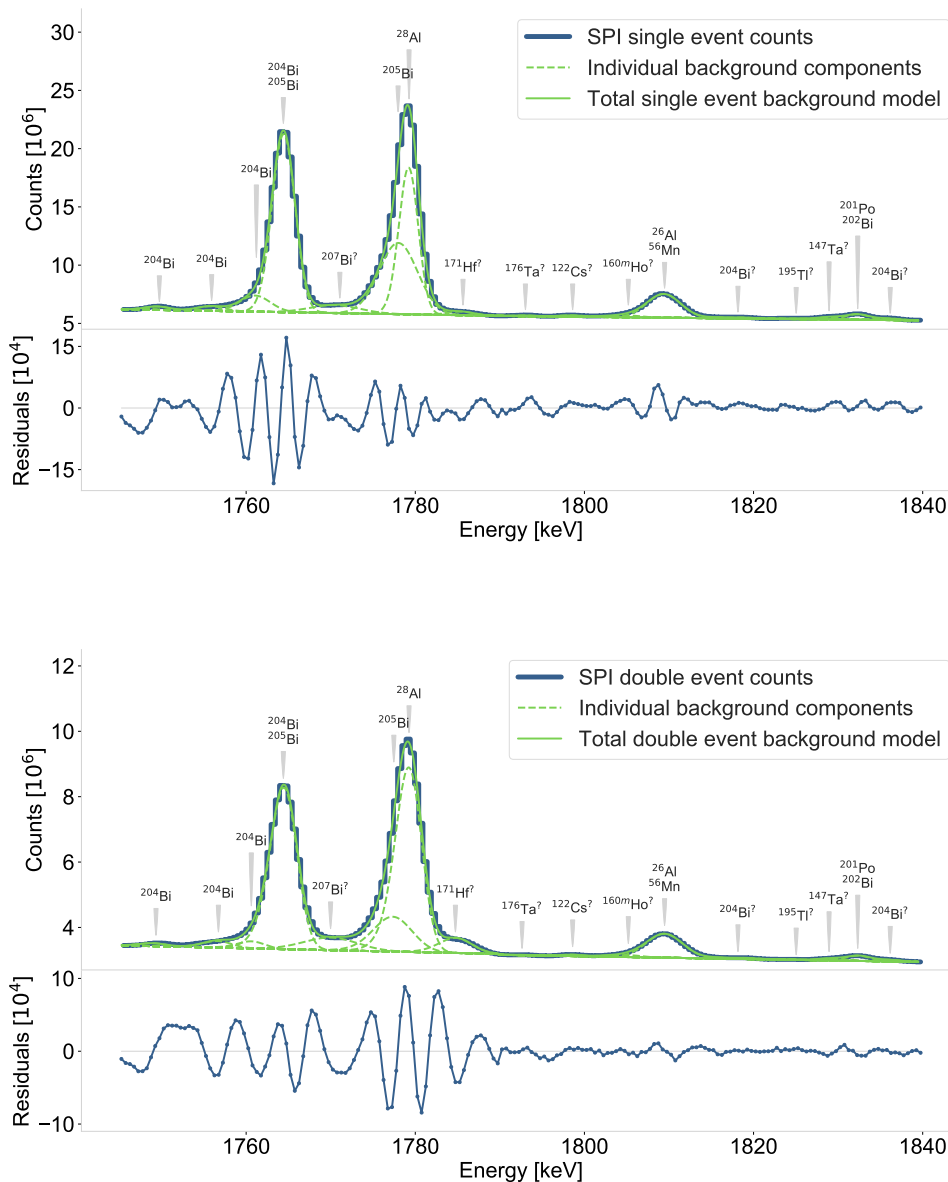 30
25
20
15
10
5
Counts [10⁶]
²⁸Al
²⁰⁴Bi
²⁰⁵Bi
²⁰⁵Bi
²⁰⁴Bi
²⁰⁴Bi
²⁰⁴Bi
²⁰⁷Bi?
¹⁷¹Hf?
¹⁷⁶Ta?
¹²²Cs?
¹⁶⁰ᵐHo?
²⁶Al
⁵⁶Mn
²⁰⁴Bi?
¹⁹⁵Tl?
¹⁴⁷Ta?
²⁰¹Po
²⁰²Bi
²⁰⁴Bi?
SPI single event counts
Individual background components
Total single event background model
15
0
−15
Residuals [10⁴]
1760
1780
1800
1820
1840
Energy [keV]
12
10
8
6
4
Counts [10⁶]
²⁸Al
²⁰⁴Bi
²⁰⁵Bi
²⁰⁵Bi
²⁰⁴Bi
²⁰⁴Bi
²⁰⁴Bi
²⁰⁷Bi?
¹⁷¹Hf?
¹⁷⁶Ta?
¹²²Cs?
¹⁶⁰ᵐHo?
²⁶Al
⁵⁶Mn
²⁰⁴Bi?
¹⁹⁵Tl?
¹⁴⁷Ta?
²⁰¹Po
²⁰²Bi
²⁰⁴Bi?
SPI double event counts
Individual background components
Total double event background model
10
0
−10
Residuals [10⁴]
1760
1780
1800
1820
1840
Energy [keV]